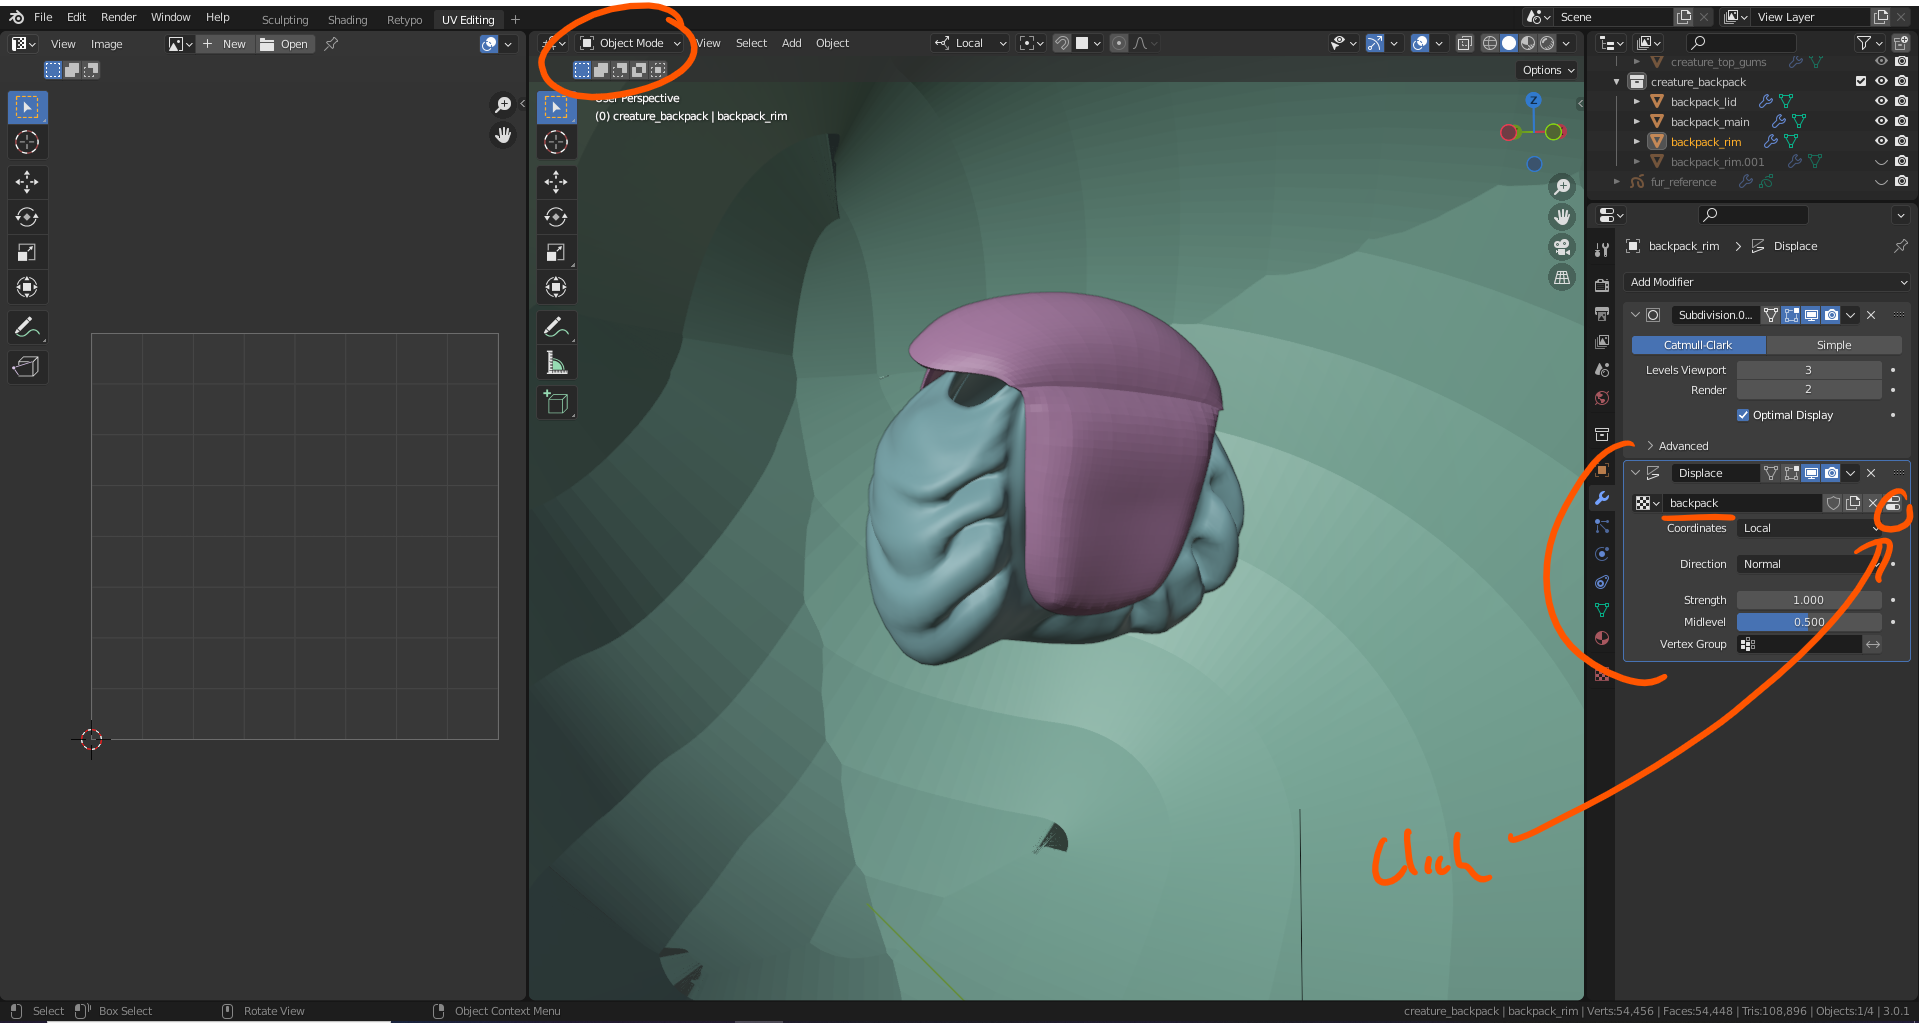 File Edit Render Window Help Sculpting Shading Retypo UV Editing + Scene View Layer
View Image + New Open Object Mode View Select Add Object Local
Options
User Perspective
(0) creature_backpack | backpack_rim
Z
creature_top_gums
creature_backpack
backpack_lid
backpack_main
backpack_rim
backpack_rim.001
fur_reference
backpack_rim > Displace
Add Modifier
Subdivision.0...
Catmull-Clark Simple
Levels Viewport 3
Render 2
Optimal Display
Advanced
Displace
backpack
Coordinates Local
Direction Normal
Strength 1.000
Midlevel 0.500
Vertex Group
Click
Select Box Select Rotate View Object Context Menu creature_backpack | backpack_rim | Verts:54,456 | Faces:54,448 | Tris:108,896 | Objects:1/4 | 3.0.1